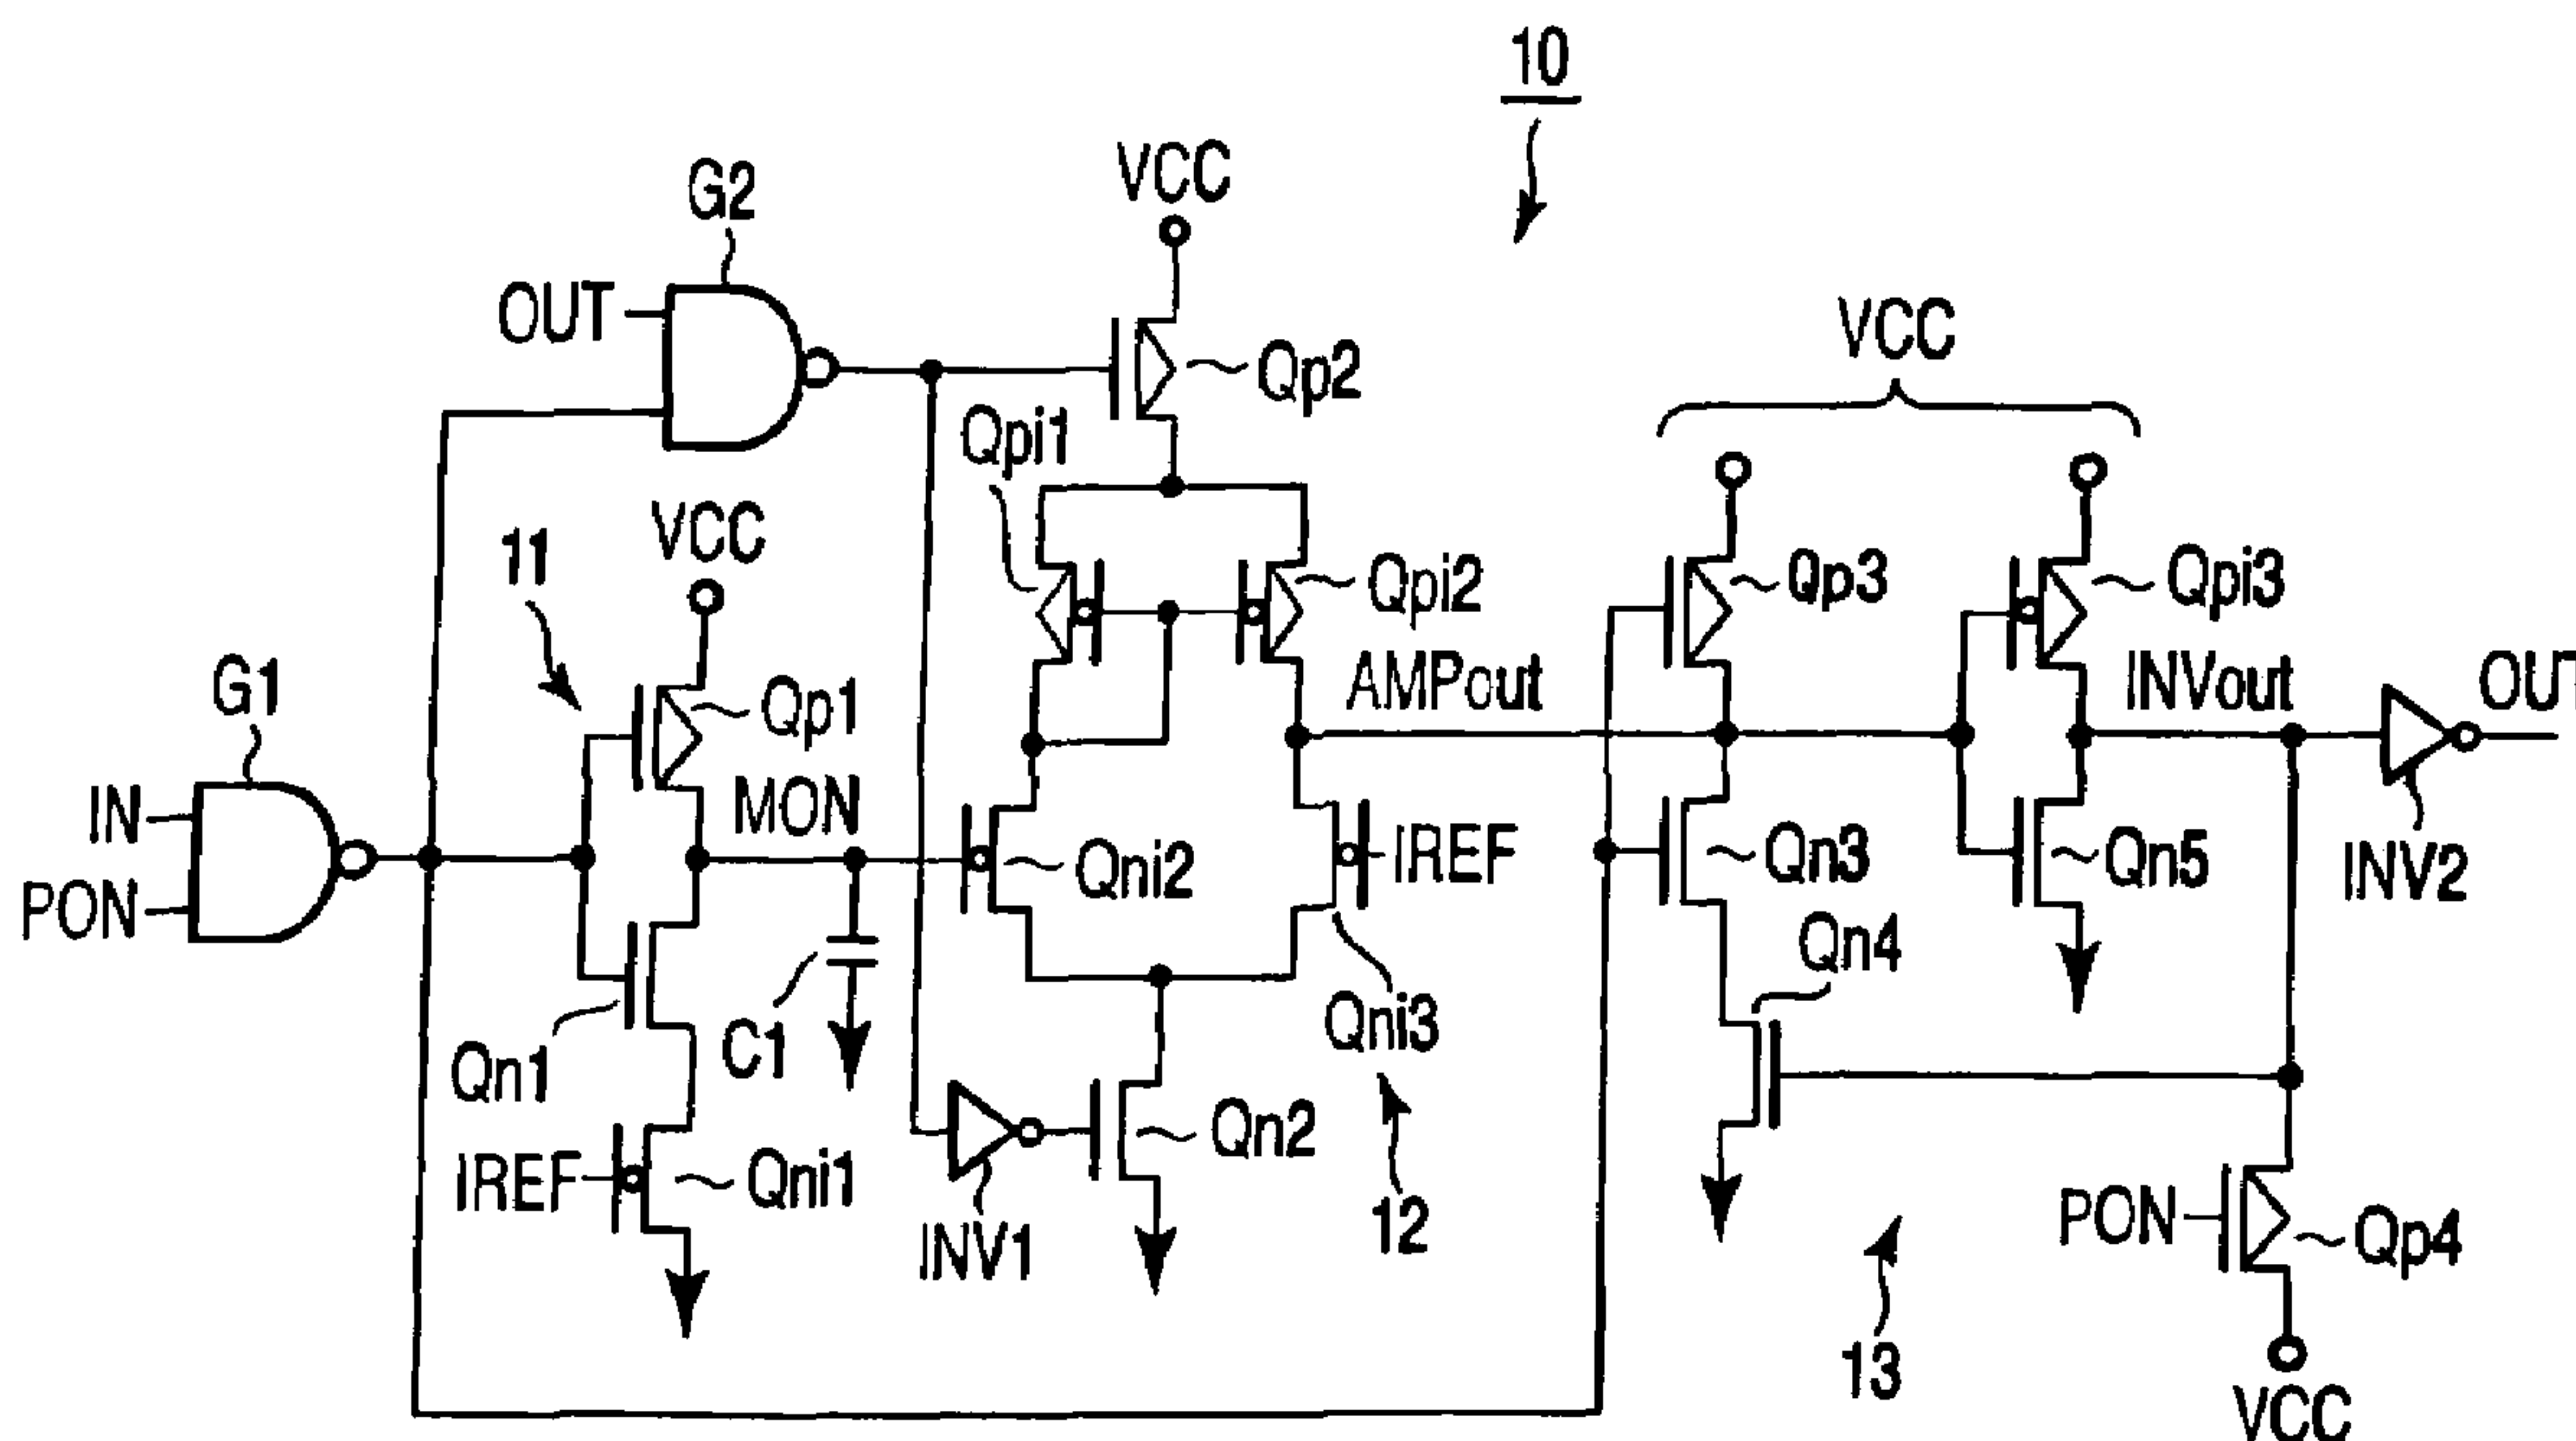 10
VCC
G2
OUT
Qp2
VCC
Qpi1
VCC
11
Qpi2
Qp3
Qpi3
G1
Qp1
AMPout
INVout
OUT
IN
MON
PON
Qni2
IREF
Qn3
Qn5
INV2
Qn4
Qn1
C1
Qni3
Qn2
IREF
Qni1
INV1
12
PON
Qp4
13
VCC